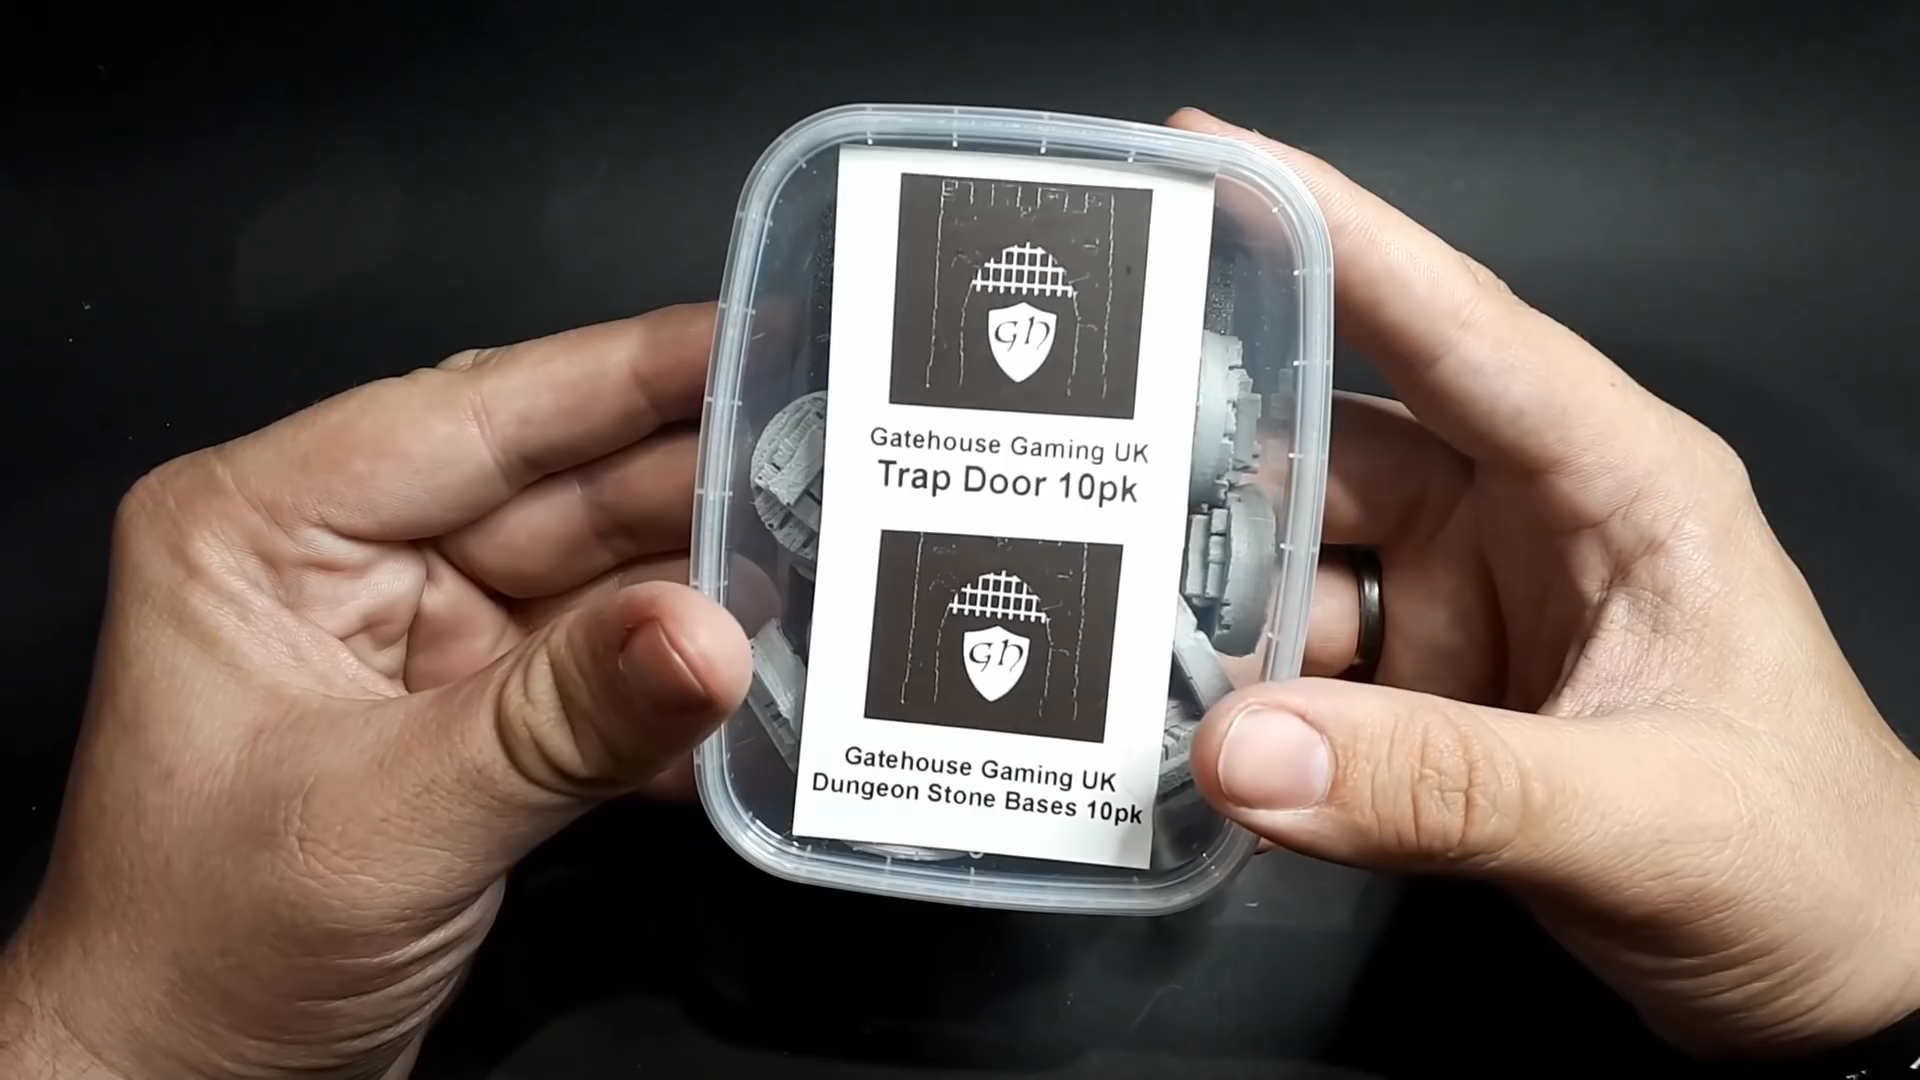 gh
Gatehouse Gaming UK
Trap Door 10pk
gh
Gatehouse Gaming UK
Dungeon Stone Bases 10pk